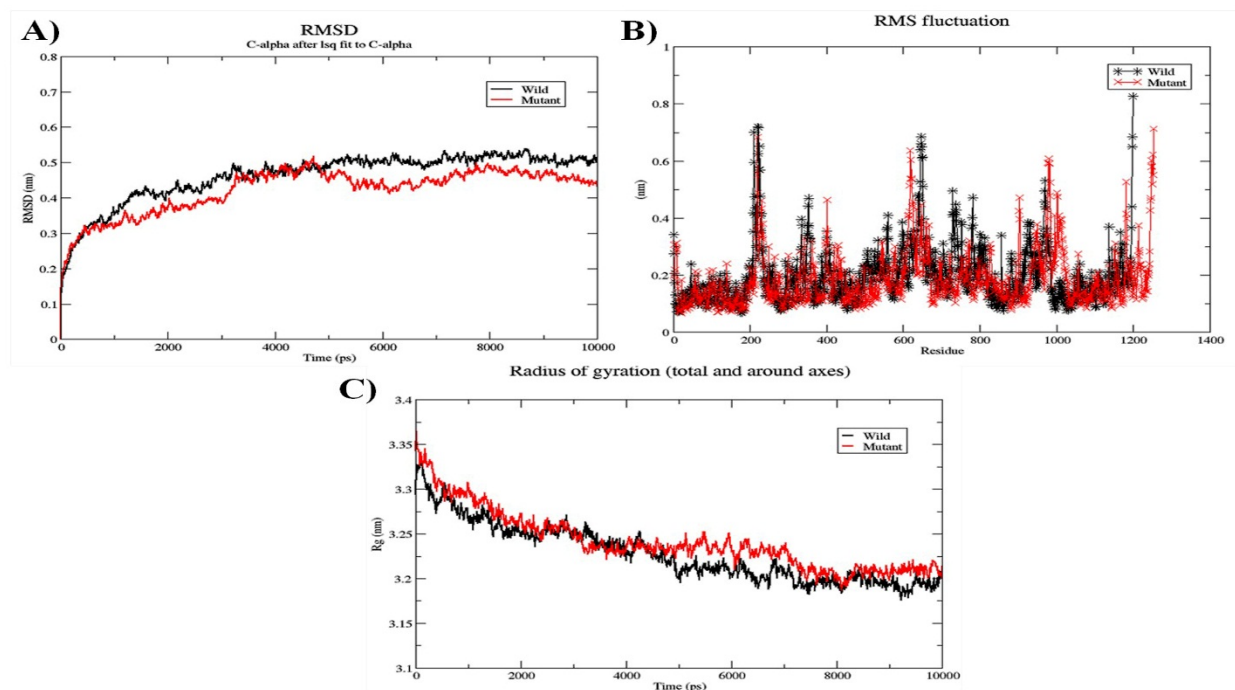 A)
RMSD
C-alpha after lsq fit to C-alpha
0.8
0.7
0.6
0.5
0.4
0.3
0.2
0.1
0
RMSD (nm)
Wild
Mutant
0 2000 4000 6000 8000 10000
Time (ps)
B)
RMS fluctuation
1
0.8
0.6
0.4
0.2
0
(nm)
Wild
Mutant
0 200 400 600 800 1000 1200 1400
Residue
C)
Radius of gyration (total and around axes)
3.4
3.35
3.3
3.25
3.2
3.15
3.1
Rg (nm)
Wild
Mutant
0 2000 4000 6000 8000 10000
Time (ps)